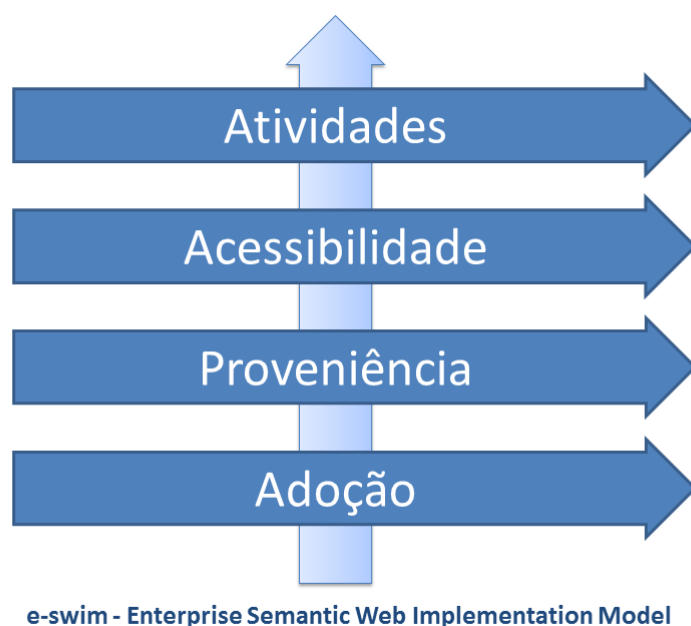 Atividades
Acessibilidade
Proveniência
Adoção
e-swim - Enterprise Semantic Web Implementation Model